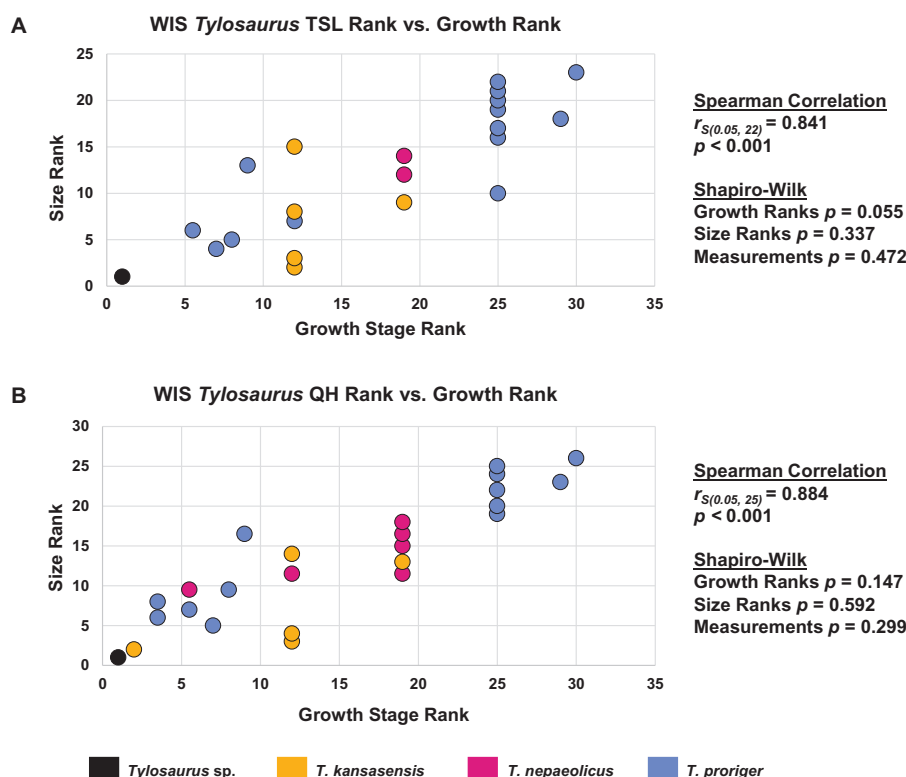 A
WIS Tylosaurus TSL Rank vs. Growth Rank
25
20
15
10
5
0
Size Rank
0 5 10 15 20 25 30 35
Growth Stage Rank
Spearman Correlation
rS(0.05, 22) = 0.841
p < 0.001
Shapiro-Wilk
Growth Ranks p = 0.055
Size Ranks p = 0.337
Measurements p = 0.472
B
WIS Tylosaurus QH Rank vs. Growth Rank
30
25
20
15
10
5
0
Size Rank
0 5 10 15 20 25 30 35
Growth Stage Rank
Spearman Correlation
rS(0.05, 25) = 0.884
p < 0.001
Shapiro-Wilk
Growth Ranks p = 0.147
Size Ranks p = 0.592
Measurements p = 0.299
Tylosaurus sp. T. kansasensis T. nepaeolicus T. proriger